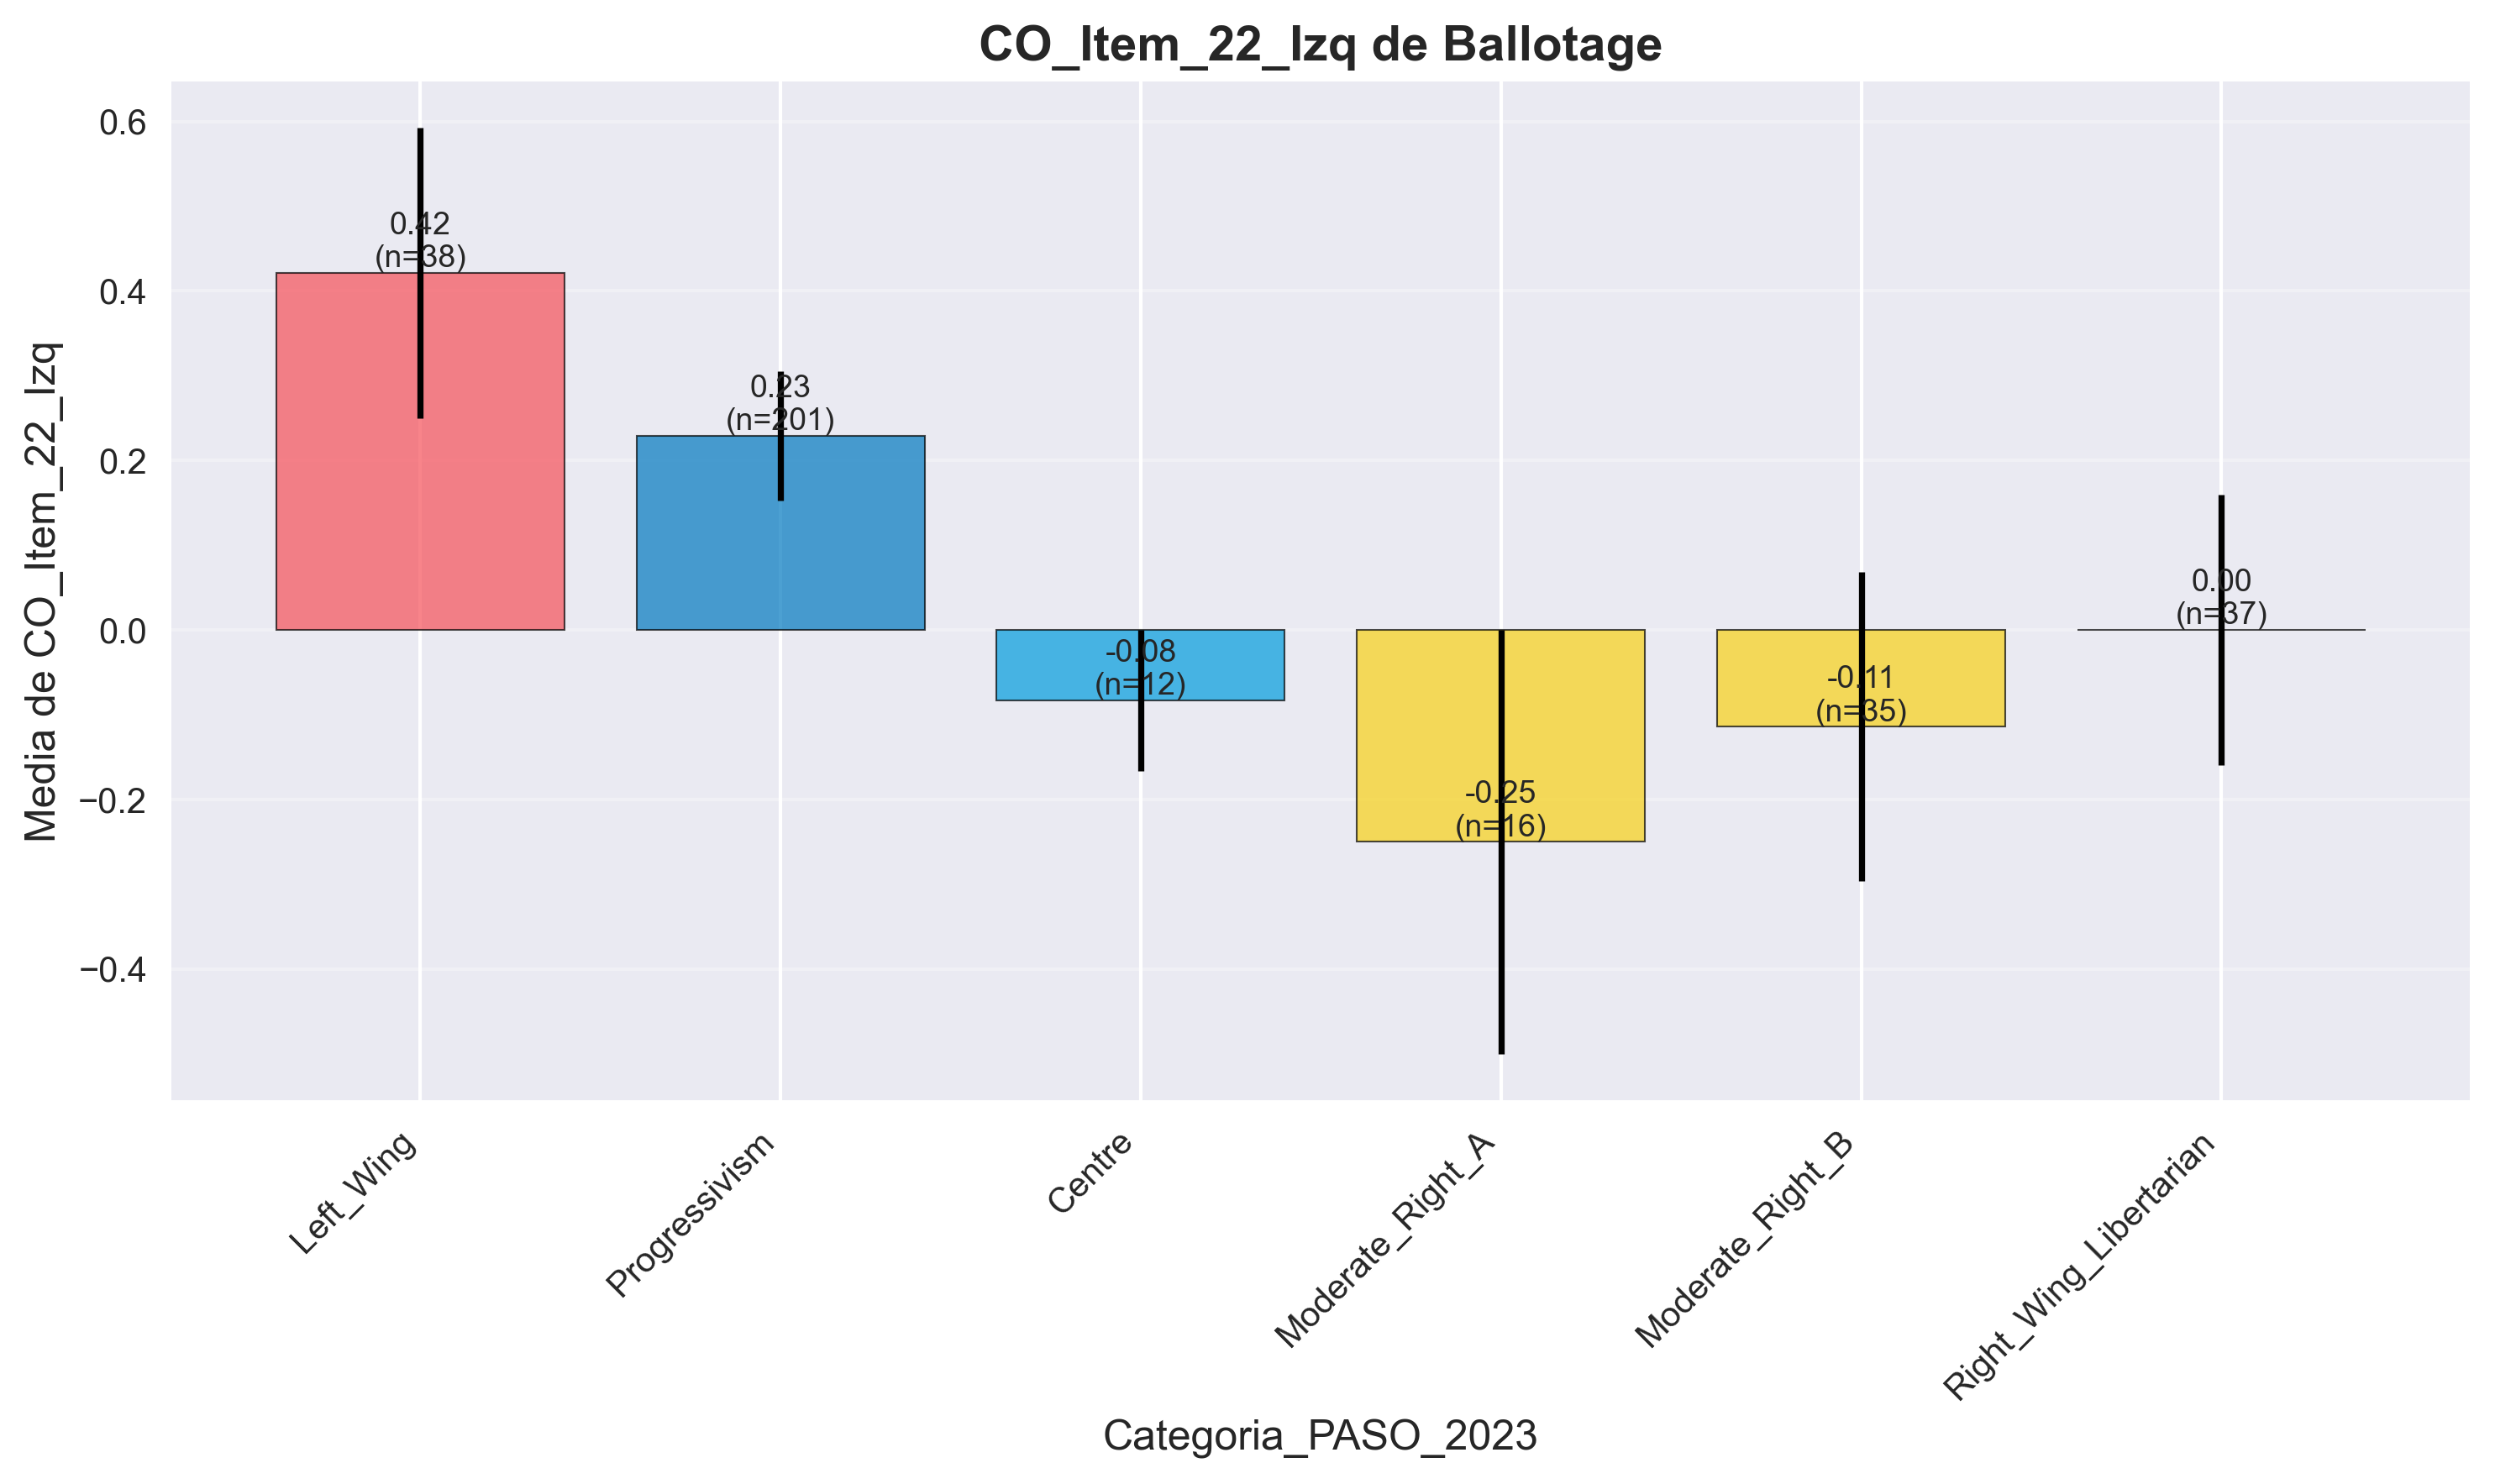 CO_Item_22_Izq de Ballotage
Media de CO_Item_22_Izq
0.6
0.4
0.2
0.0
−0.2
−0.4
0.42
(n=38)
0.23
(n=201)
-0.08
(n=12)
-0.25
(n=16)
-0.11
(n=35)
0.00
(n=37)
Left_Wing
Progressivism
Centre
Moderate_Right_A
Moderate_Right_B
Right_Wing_Libertarian
Categoria_PASO_2023